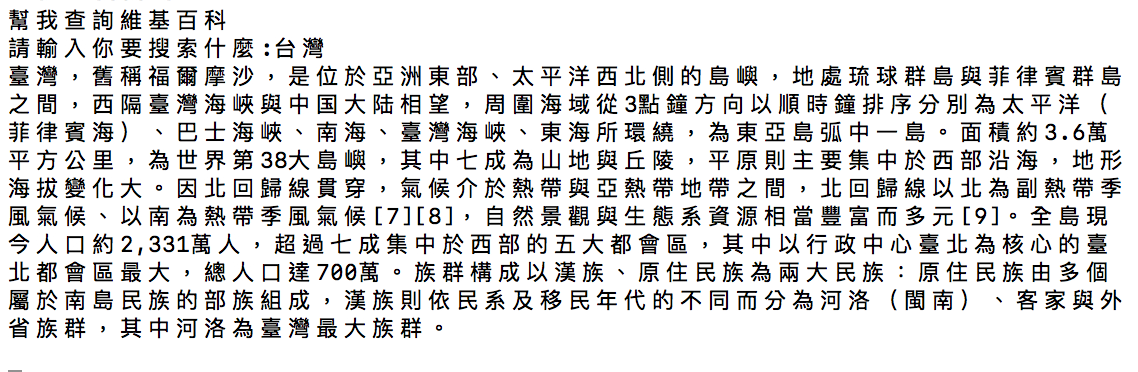 幫我查詢維基百科
請輸入你要搜索什麼:台灣
臺灣，舊稱福爾摩沙，是位於亞洲東部、太平洋西北側的島嶼，地處琉球群島與菲律賓群島
之間，西隔臺灣海峽與中国大陆相望，周圍海域從3點鐘方向以順時鐘排序分別為太平洋（
菲律賓海）、巴士海峽、南海、臺灣海峽、東海所環繞，為東亞島弧中一島。面積約3.6萬
平方公里，為世界第38大島嶼，其中七成為山地與丘陵，平原則主要集中於西部沿海，地形
海拔變化大。因北回歸線貫穿，氣候介於熱帶與亞熱帶地帶之間，北回歸線以北為副熱帶季
風氣候、以南為熱帶季風氣候[7][8]，自然景觀與生態系資源相當豐富而多元[9]。全島現
今人口約2,331萬人，超過七成集中於西部的五大都會區，其中以行政中心臺北為核心的臺
北都會區最大，總人口達700萬。族群構成以漢族、原住民族為兩大民族：原住民族由多個
屬於南島民族的部族組成，漢族則依民系及移民年代的不同而分為河洛（閩南）、客家與外
省族群，其中河洛為臺灣最大族群。